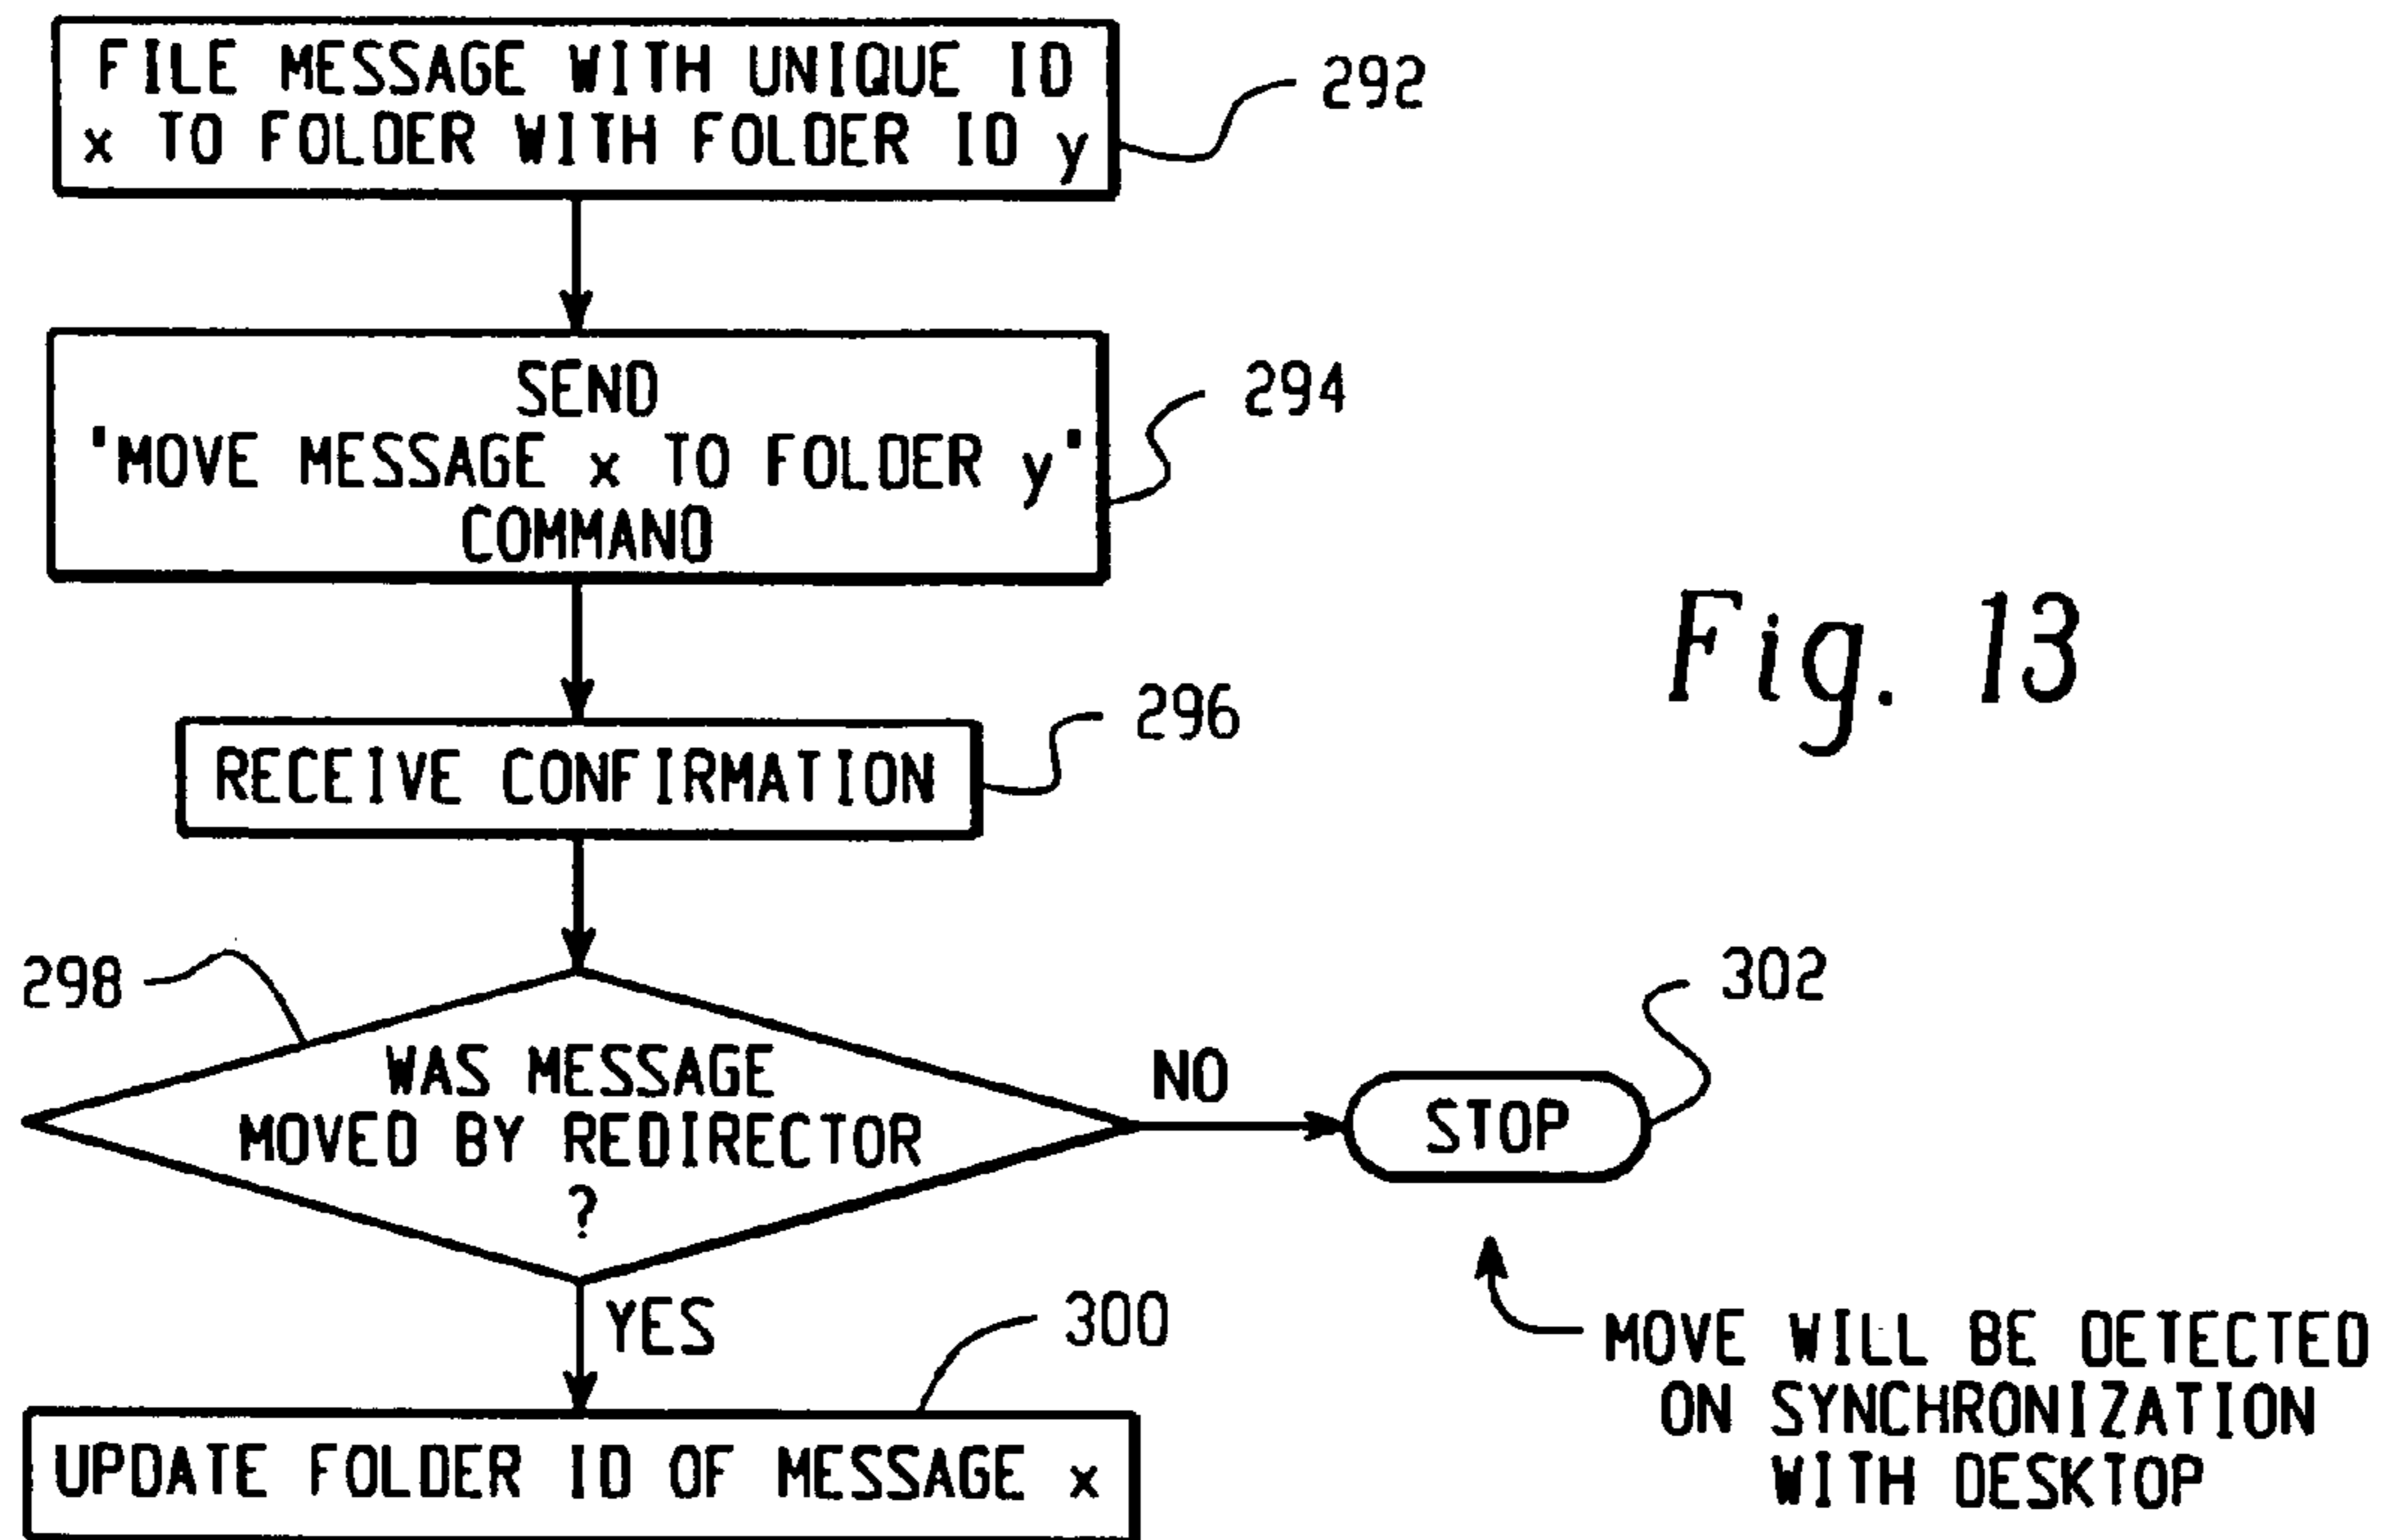 FILE MESSAGE WITH UNIQUE ID
x TO FOLDER WITH FOLDER ID y
292
SEND
"MOVE MESSAGE x TO FOLDER y"
COMMAND
294
Fig. 13
RECEIVE CONFIRMATION
296
298
WAS MESSAGE
MOVED BY REDIRECTOR
?
NO
STOP
302
YES
300
UPDATE FOLDER ID OF MESSAGE x
MOVE WILL BE DETECTED
ON SYNCHRONIZATION
WITH DESKTOP